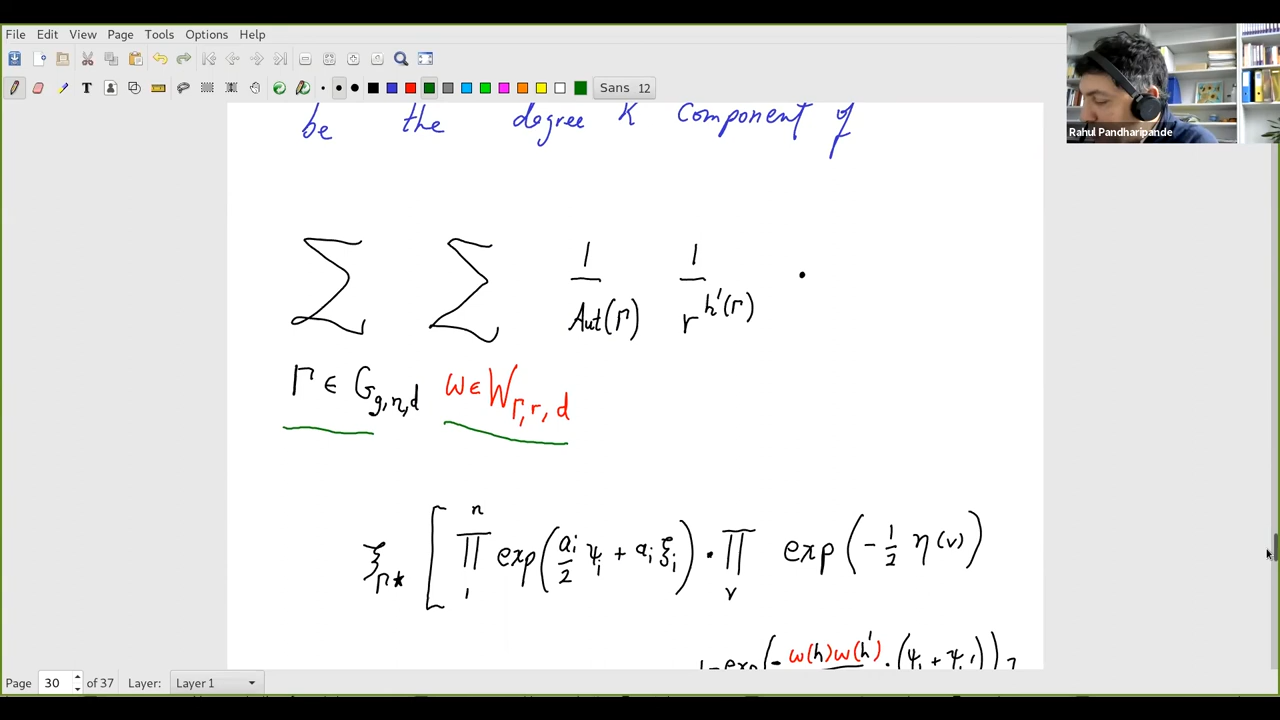 File Edit View Page Tools Options Help
Sans 12
Rahul Pandharipande
be the degree k component of
∑ ∑ 1/Aut(Γ) 1/r^{h'(Γ)} ·
Γ ∈ G_{g,n,d} w ∈ W_{Γ,r,d}
ξ_{Γ*} [ ∏_1^n exp( a_i/2 ψ_i + a_i ξ_i ) · ∏_v exp( - 1/2 η(v) )
exp( - w(h)w(h') · (ψ + ψ') )
Page 30 of 37 Layer: Layer 1